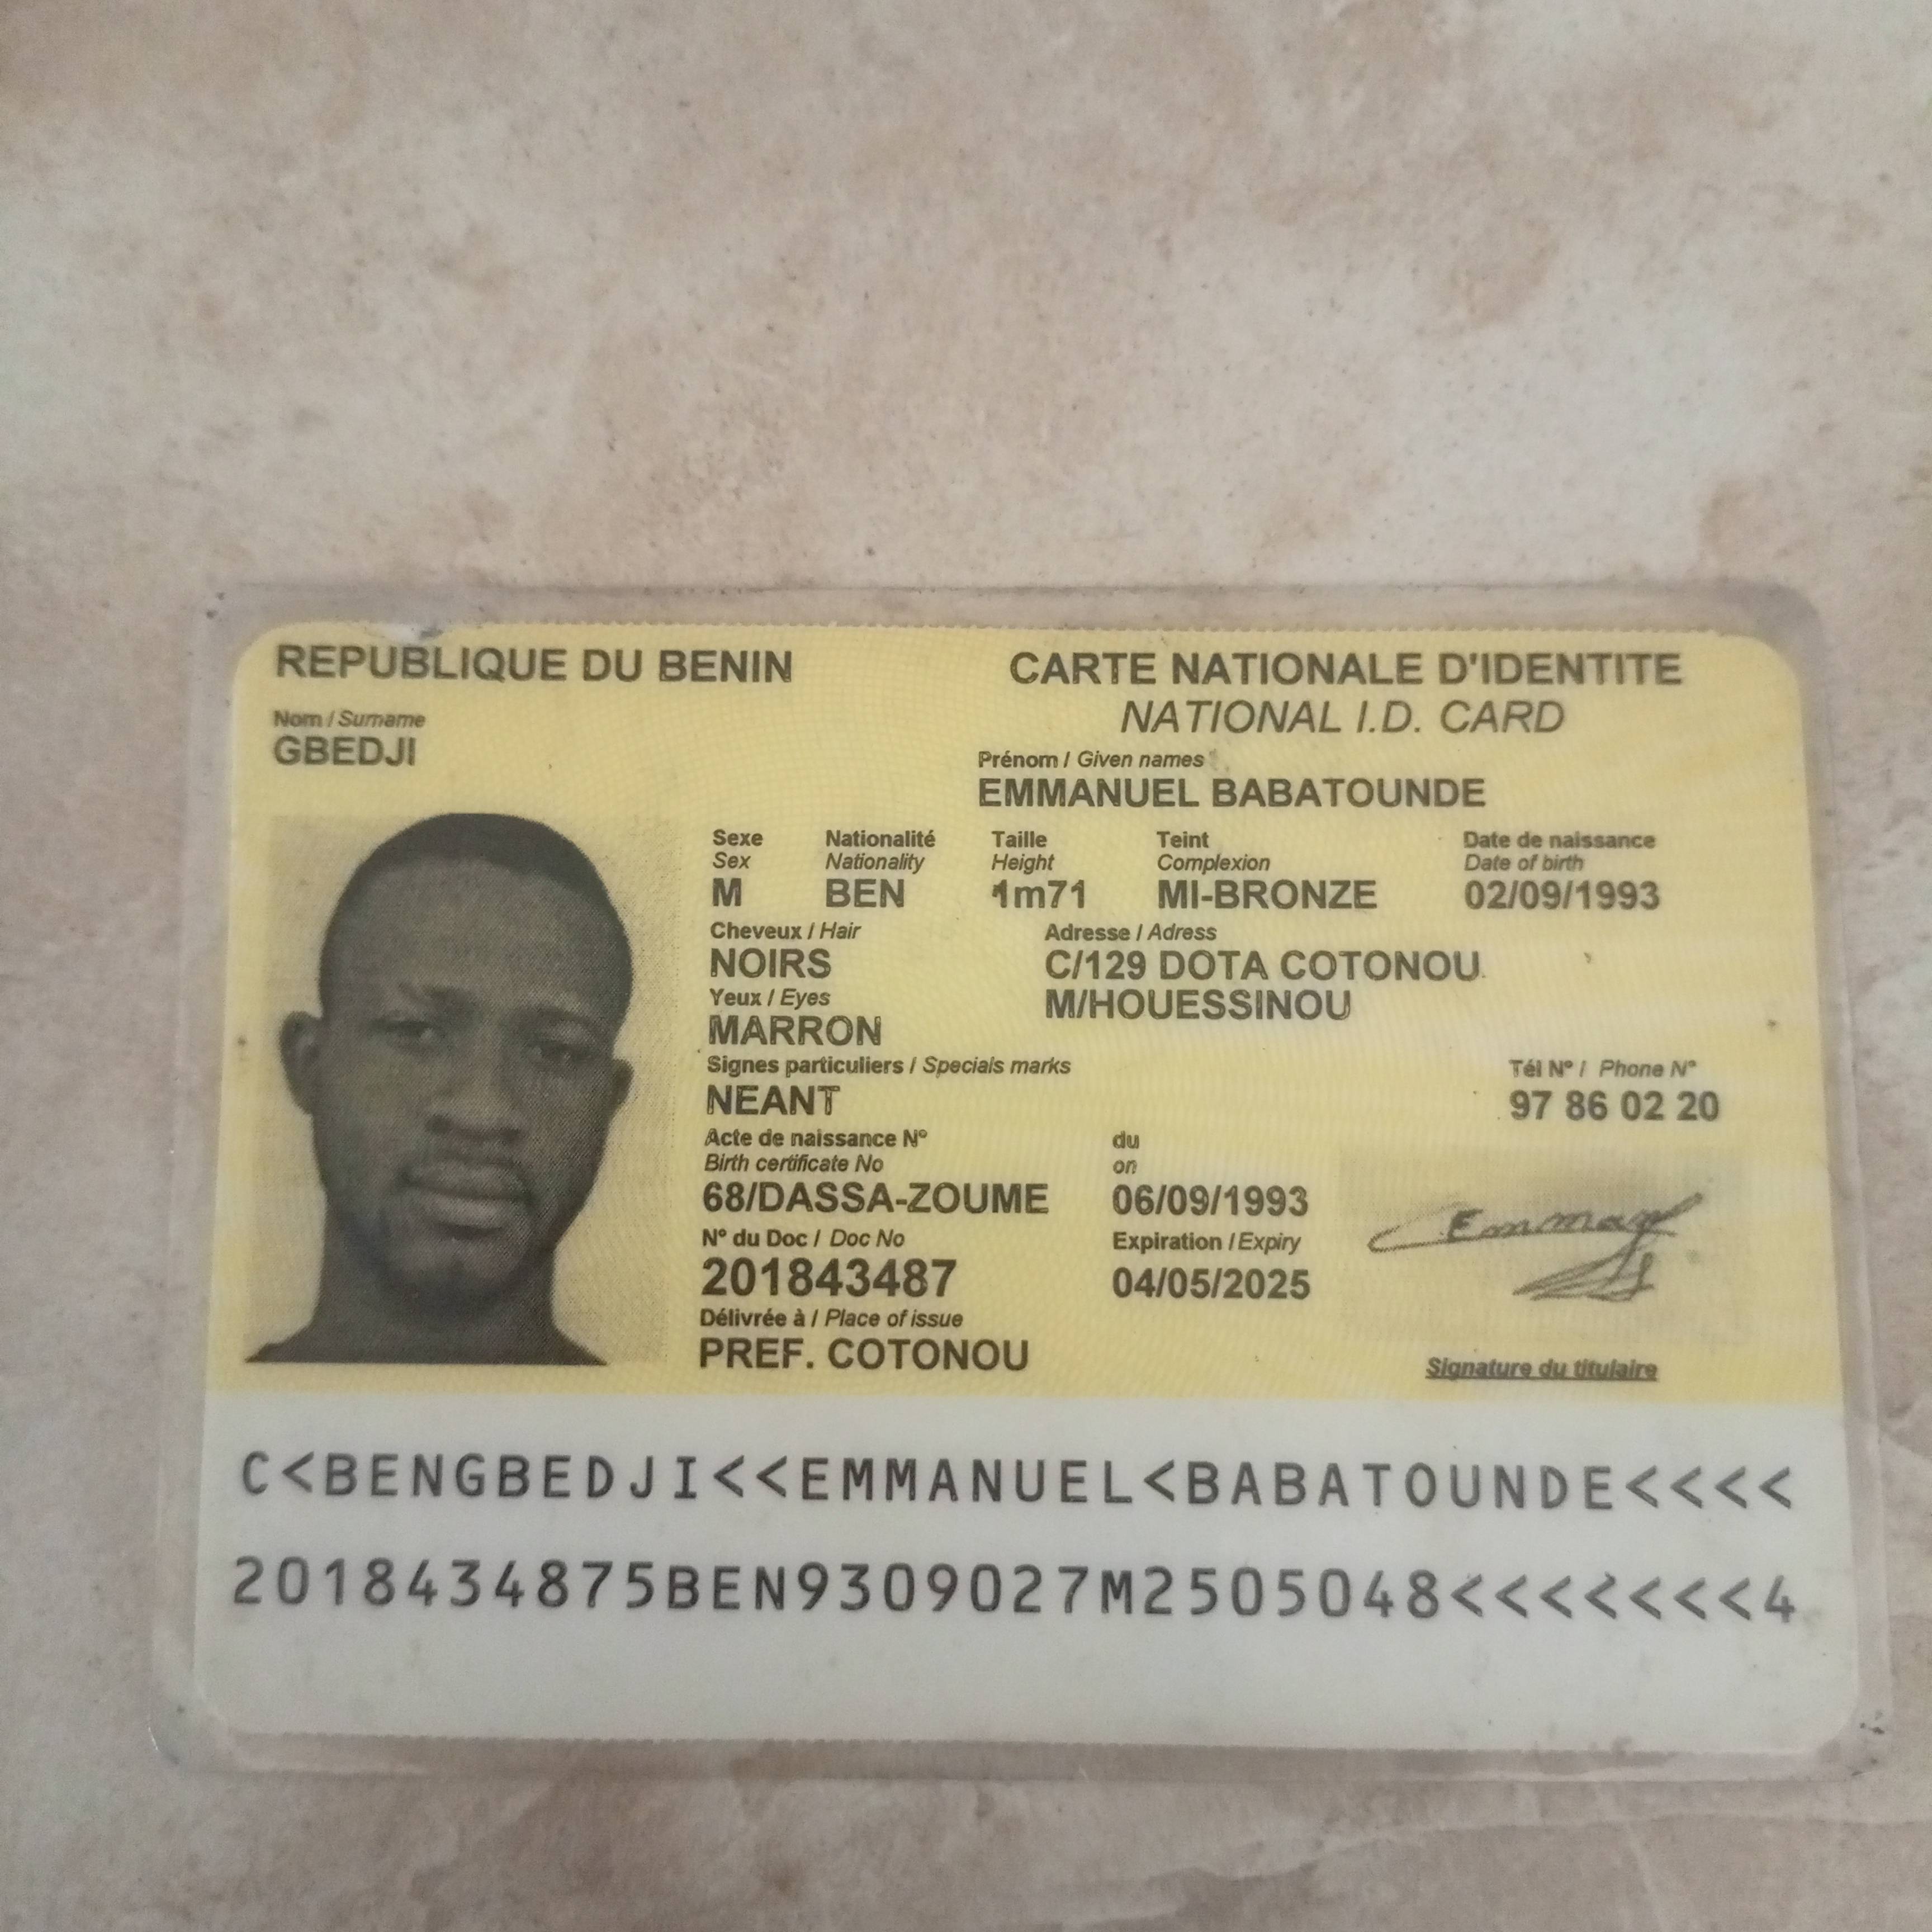 REPUBLIQUE DU BENIN
CARTE NATIONALE D'IDENTITE
NATIONAL I.D. CARD
Nom / Surname
GBEDJI
Prénom / Given names
EMMANUEL BABATOUNDE
Sexe Nationalité Taille Teint Date de naissance
Sex Nationality Height Complexion Date of birth
M BEN 1m71 MI-BRONZE 02/09/1993
Cheveux / Hair Adresse / Adress
NOIRS C/129 DOTA COTONOU
Yeux / Eyes M/HOUESSINOU
MARRON
Signes particuliers / Specials marks Tél N° / Phone N°
NEANT 97 86 02 20
Acte de naissance N° du
Birth certificate No on
68/DASSA-ZOUME 06/09/1993
N° du Doc / Doc No Expiration / Expiry
201843487 04/05/2025
Délivrée à / Place of issue
PREF. COTONOU
Signature du titulaire
C<BENGBEDJI<<EMMANUEL<BABATOUNDE<<<<
2018434875BEN9309027M2505048<<<<<<<4